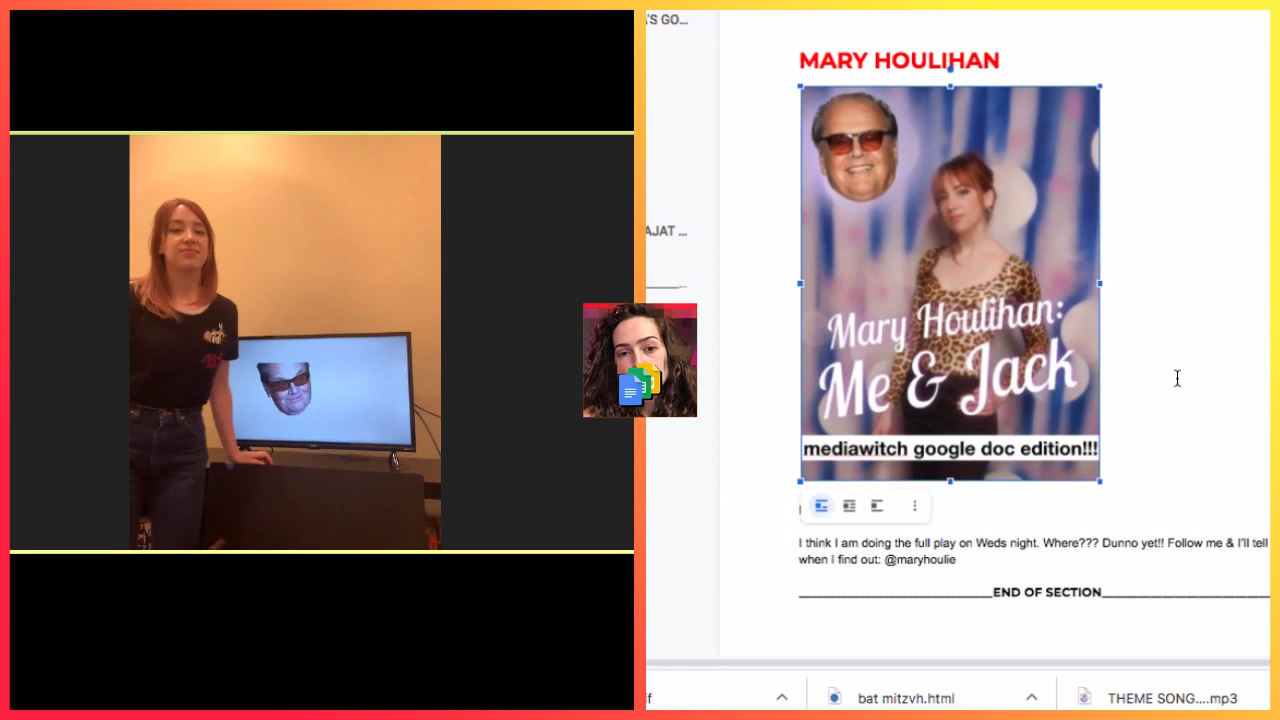 'S GO...
MARY HOULIHAN
AJAT ...
Mary Houlihan:
Me & Jack
mediawitch google doc edition!!!
I think I am doing the full play on Weds night. Where??? Dunno yet!! Follow me & I'll tell
when I find out: @maryhoulie
END OF SECTION
if
bat mitzvh.html
THEME SONG....mp3